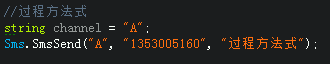 //过程方法式
string channel = "A";
Sms.SmsSend("A", "1353005160", "过程方法式");